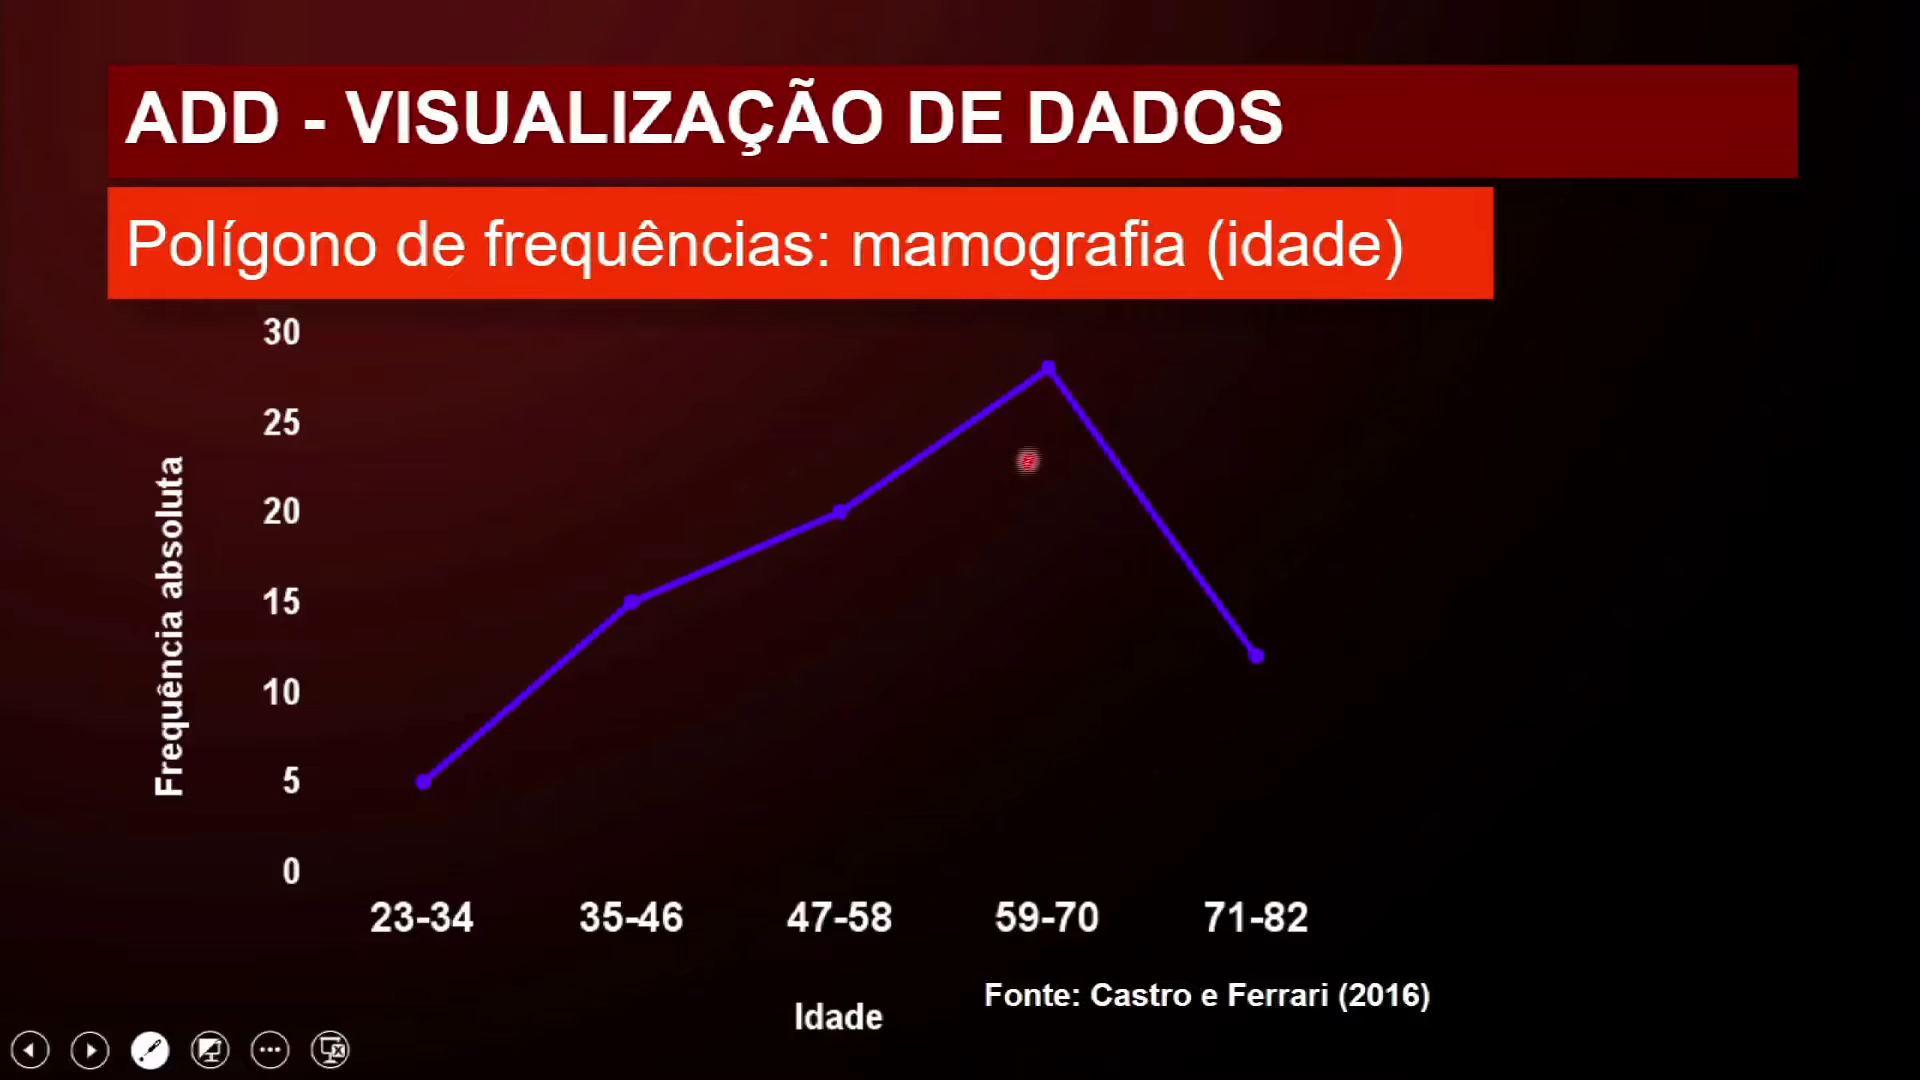 ADD - VISUALIZAÇÃO DE DADOS
Polígono de frequências: mamografia (idade)
30
25
20
15
10
5
0
Frequência absoluta
23-34 35-46 47-58 59-70 71-82
Idade
Fonte: Castro e Ferrari (2016)